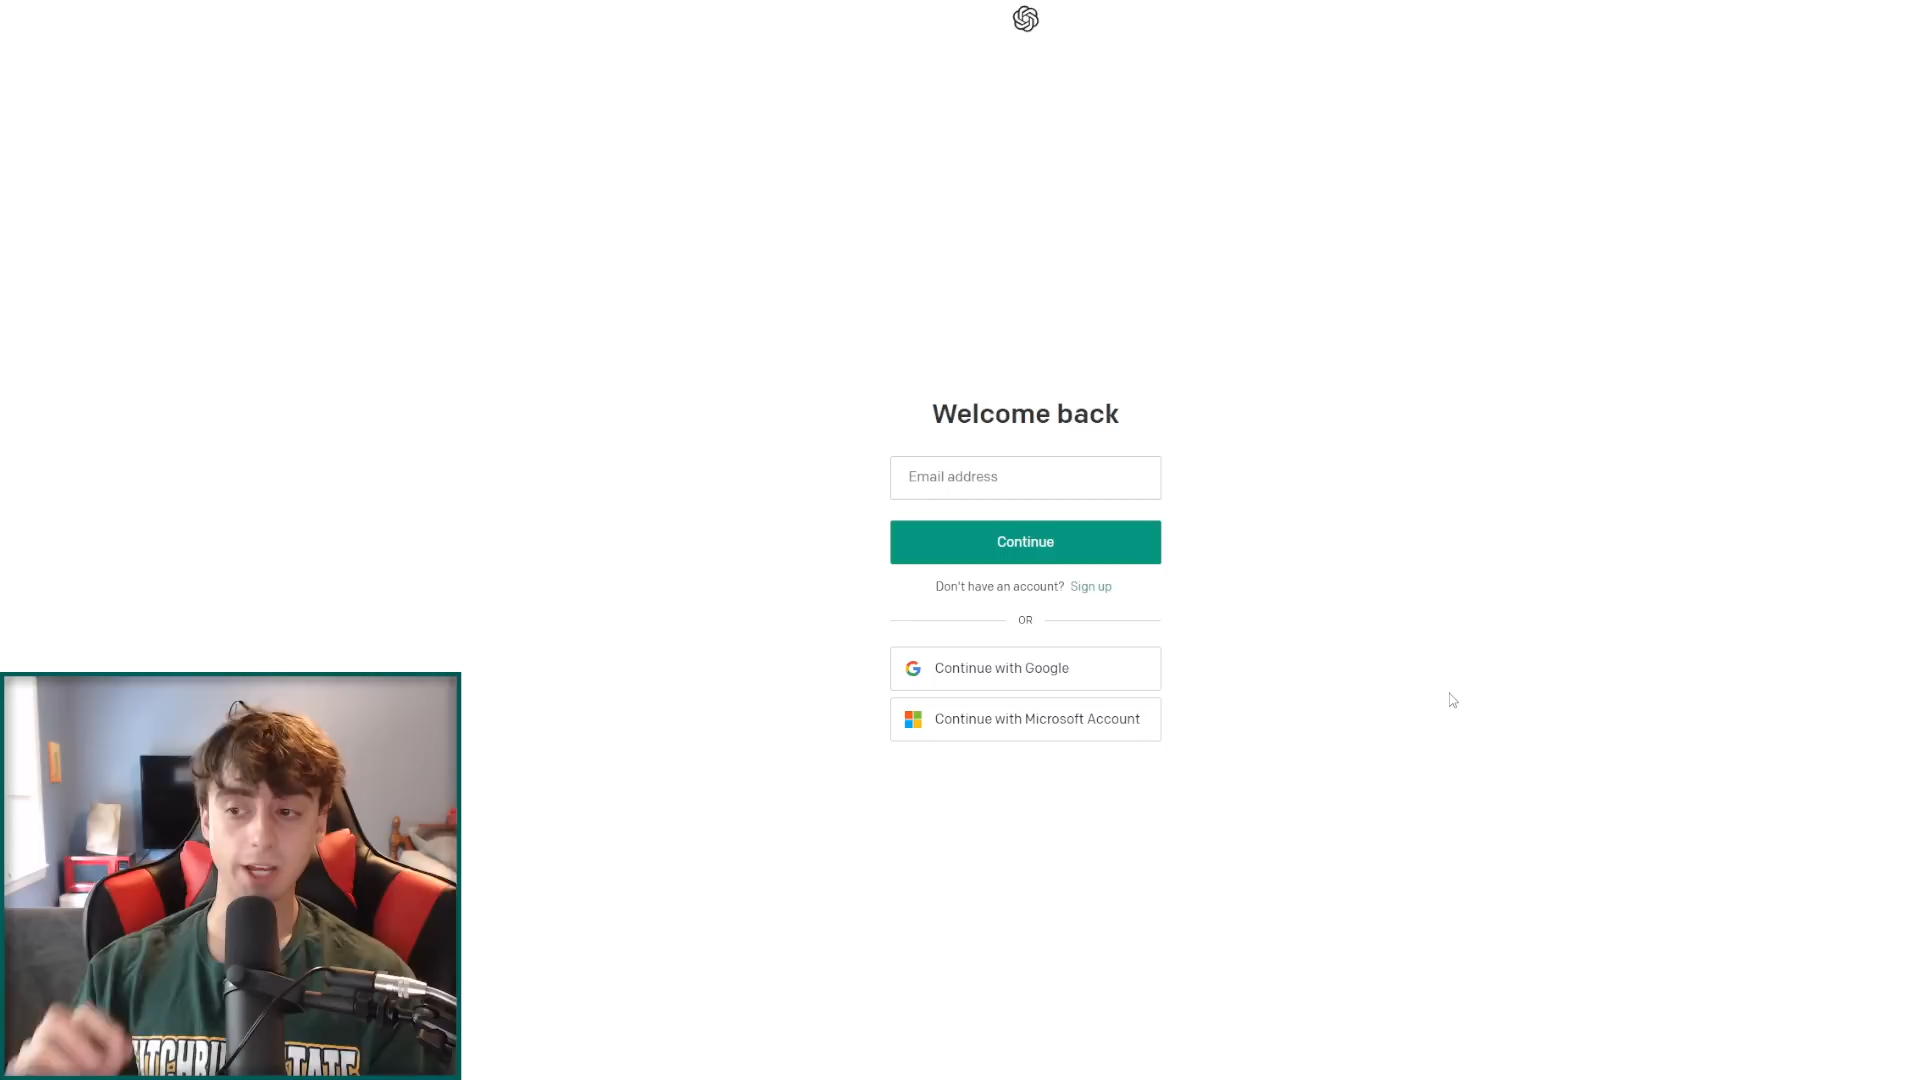 Welcome back
Email address
Continue
Don't have an account? Sign up
OR
Continue with Google
Continue with Microsoft Account